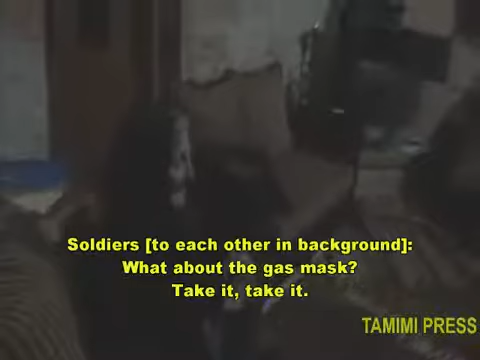 Soldiers [to each other in background]:
What about the gas mask?
Take it, take it.
TAMIMI PRESS